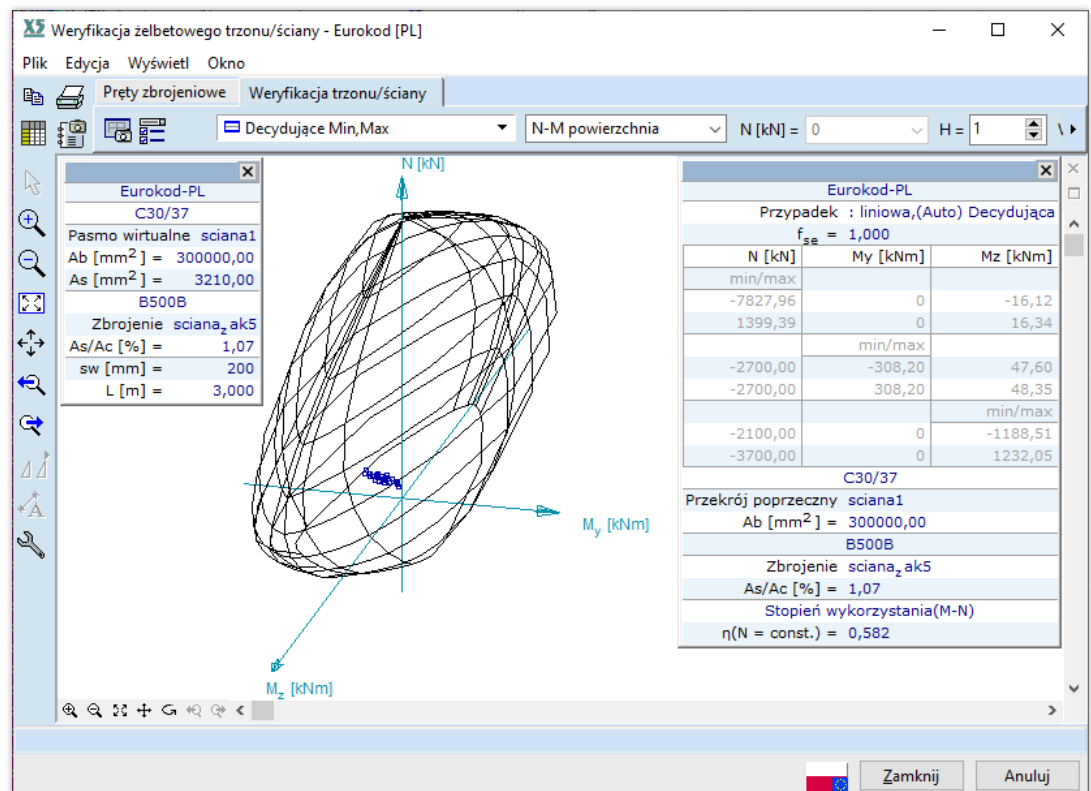 X5 Weryfikacja żelbetowego trzonu/ściany - Eurokod [PL]
Plik Edycja Wyświetl Okno
Pręty zbrojeniowe Weryfikacja trzonu/ściany
Decydujące Min,Max N-M powierzchnia N [kN] = 0 H = 1
N [kN]
Eurokod-PL
C30/37
Pasmo wirtualne sciana1
Ab [mm²] = 300000,00
As [mm²] = 3210,00
B500B
Zbrojenie sciana_zak5
As/Ac [%] = 1,07
sw [mm] = 200
L [m] = 3,000
My [kNm]
Mz [kNm]
Eurokod-PL
Przypadek : liniowa,(Auto) Decydująca
fse = 1,000
N [kN] My [kNm] Mz [kNm]
min/max
-7827,96 0 -16,12
1399,39 0 16,34
min/max
-2700,00 -308,20 47,60
-2700,00 308,20 48,35
min/max
-2100,00 0 -1188,51
-3700,00 0 1232,05
C30/37
Przekrój poprzeczny sciana1
Ab [mm²] = 300000,00
B500B
Zbrojenie sciana_zak5
As/Ac [%] = 1,07
Stopień wykorzystania(M-N)
η(N = const.) = 0,582
Zamknij Anuluj